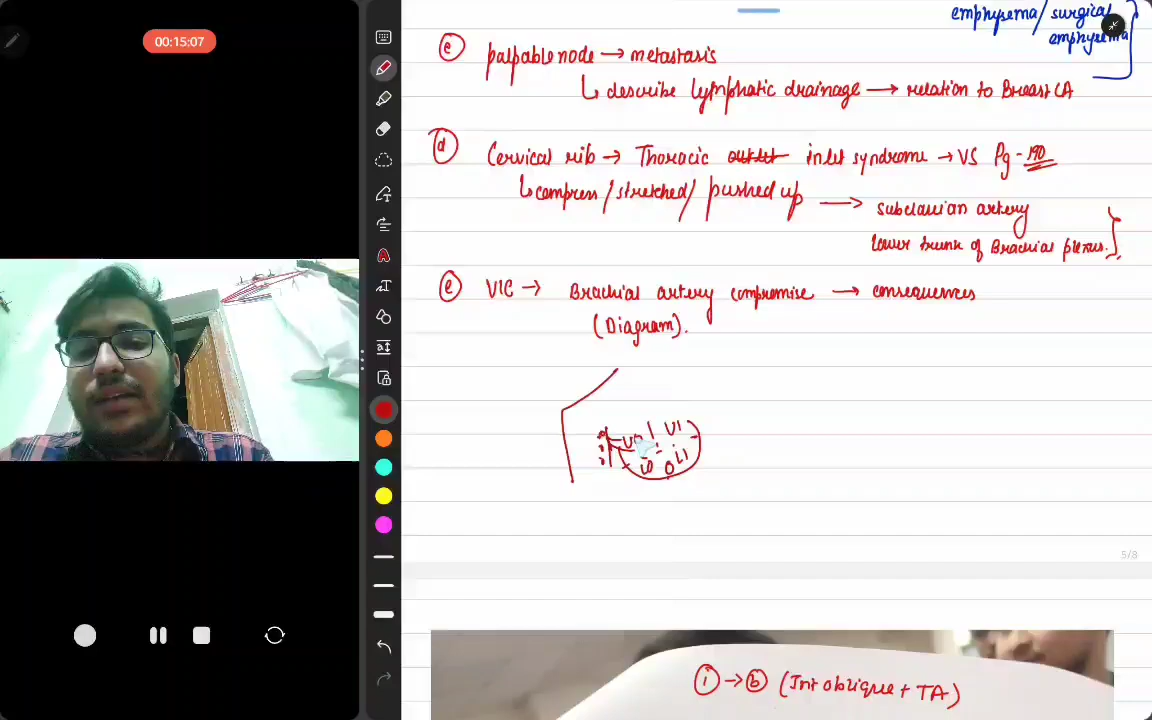 00:15:07
emphysema/ surgical
emphysema
(c) palpable node → metastasis
↳ describe lymphatic drainage → relation to Breast CA
(d) Cervical rib → Thoracic outlet inlet syndrome → VS Pg - 190
↳ compress / stretched / pushed up → subclavian artery
lower trunk of Brachial plexus.
(e) VIC → Brachial artery compromise → consequences
(Diagram).
5/8
(i) → (b) (Int oblique + TA)